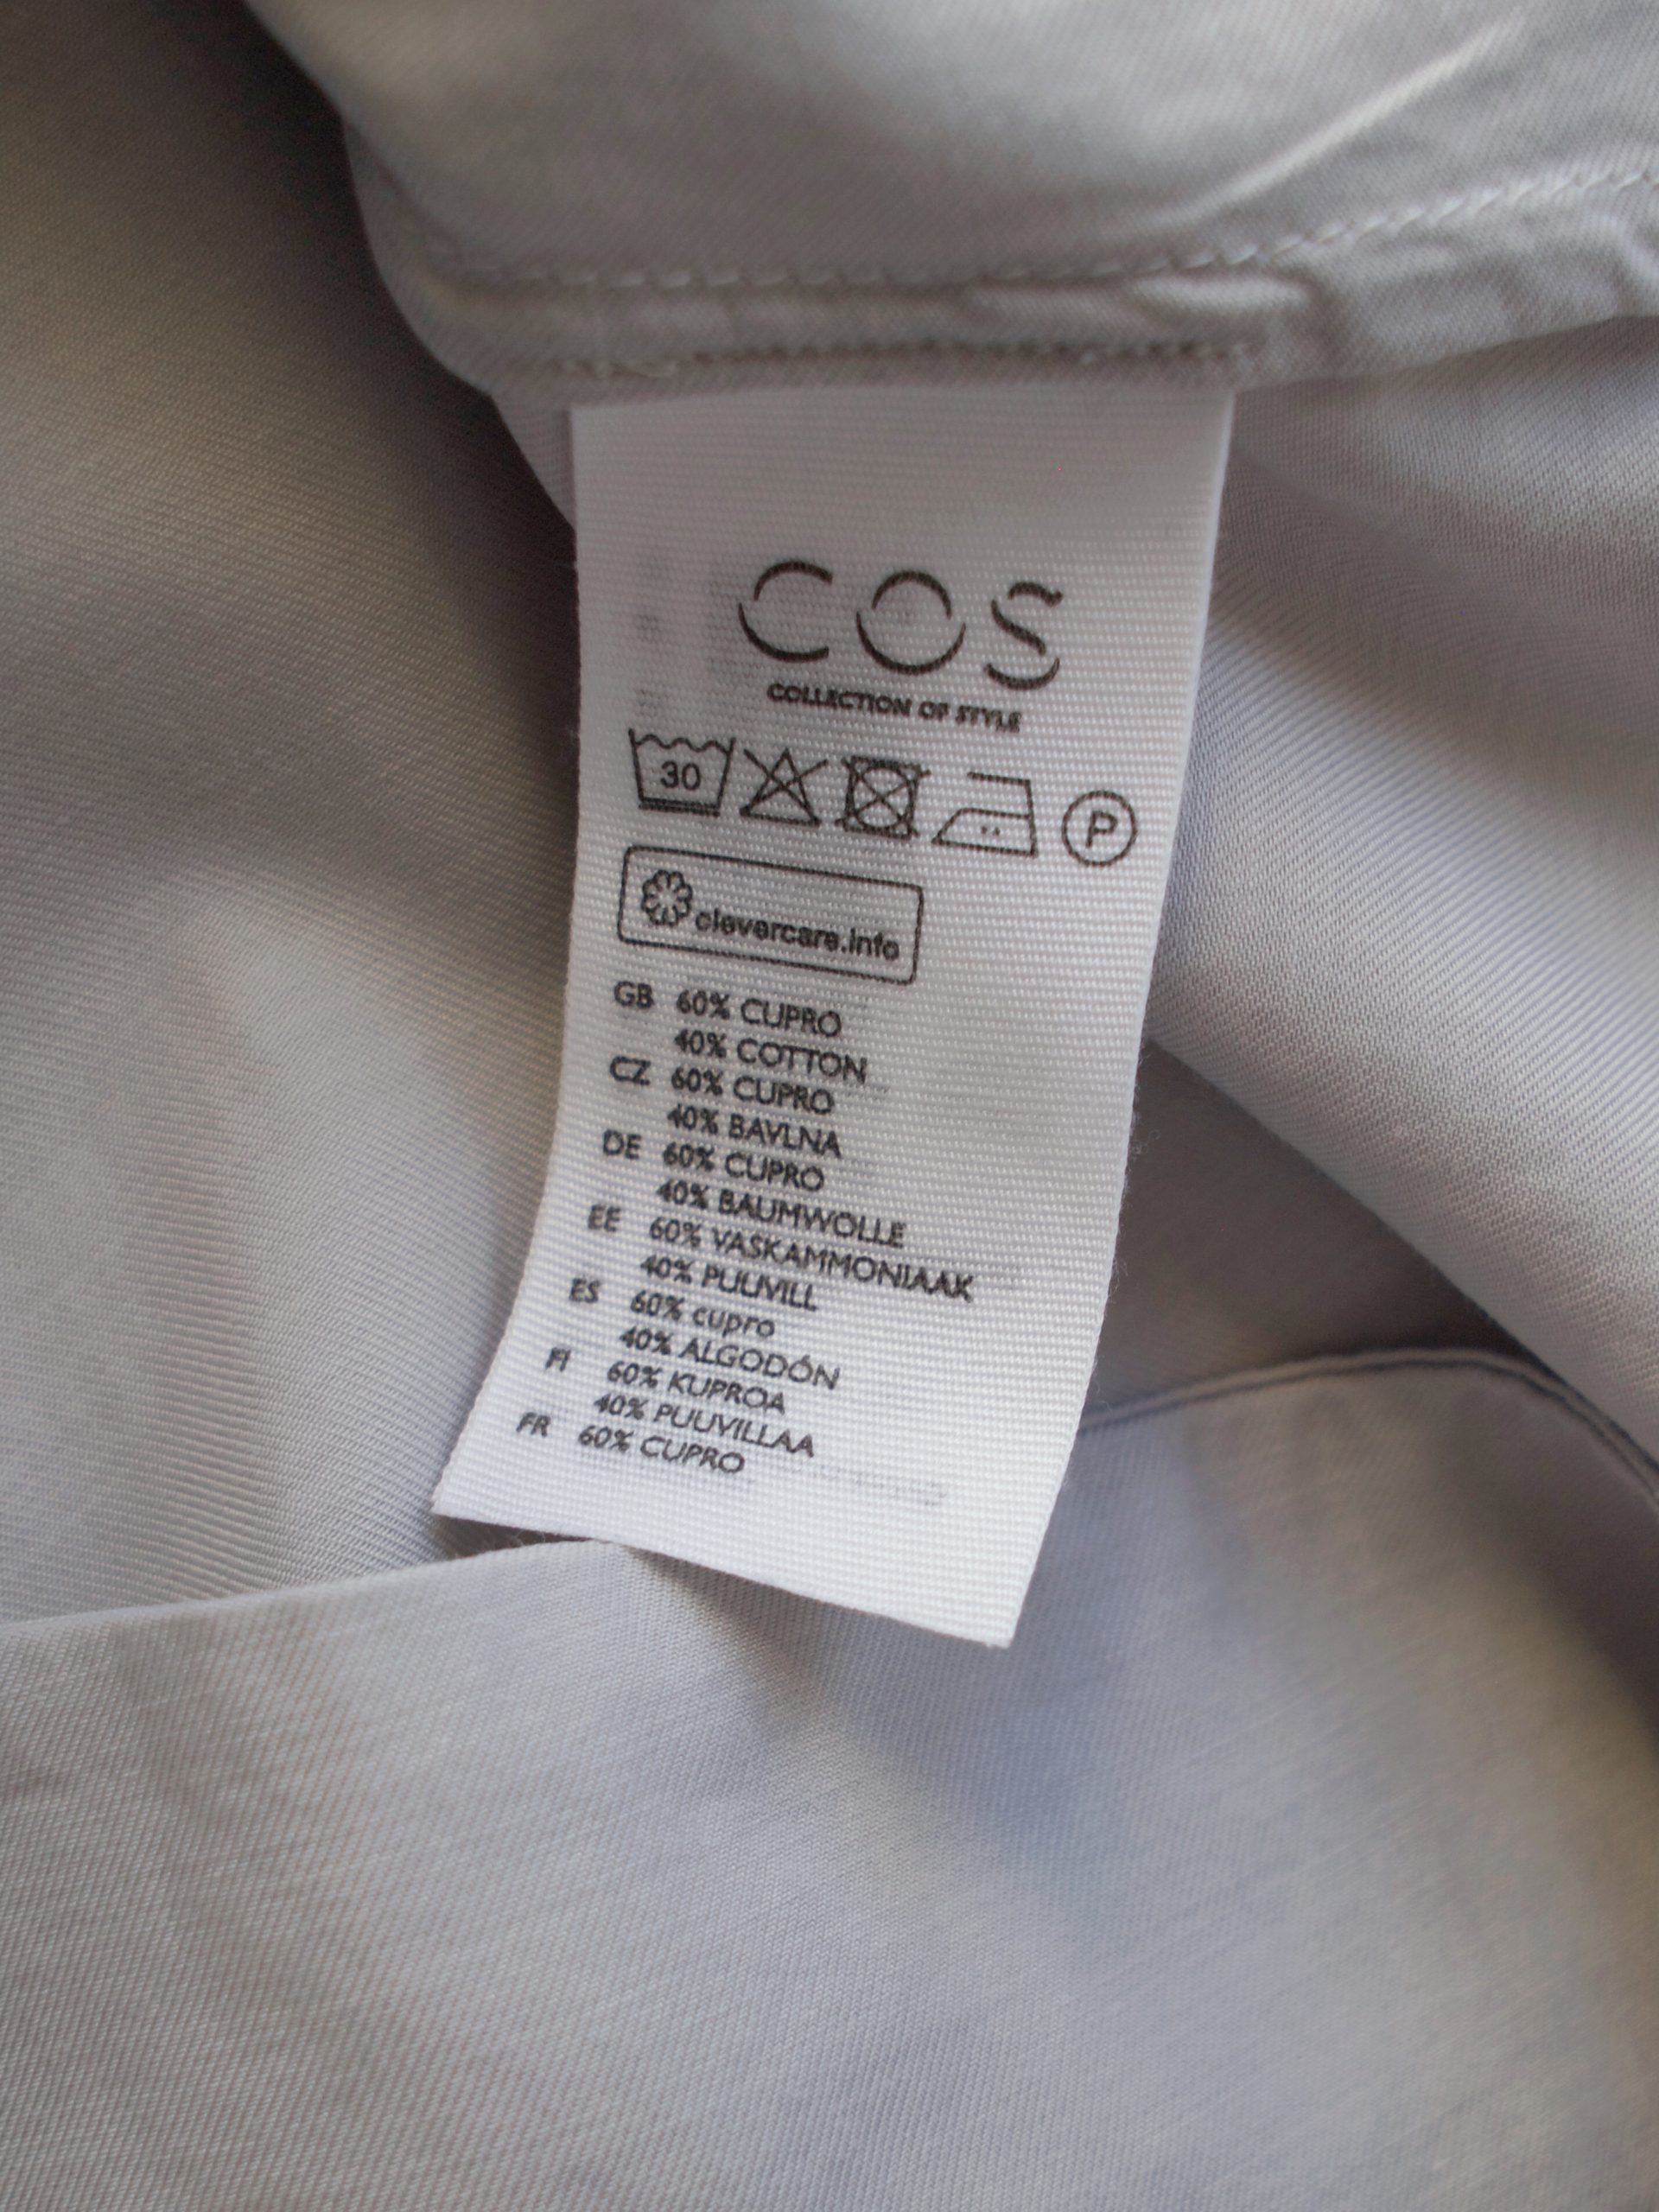 COS
COLLECTION OF STYLE
30 P
clevercare.info
GB 60% CUPRO
40% COTTON
CZ 60% CUPRO
40% BAVLNA
DE 60% CUPRO
40% BAUMWOLLE
EE 60% VASKAMMONIAAK
40% PUUVILL
ES 60% cupro
40% ALGODÓN
FI 60% KUPROA
40% PUUVILLAA
FR 60% CUPRO